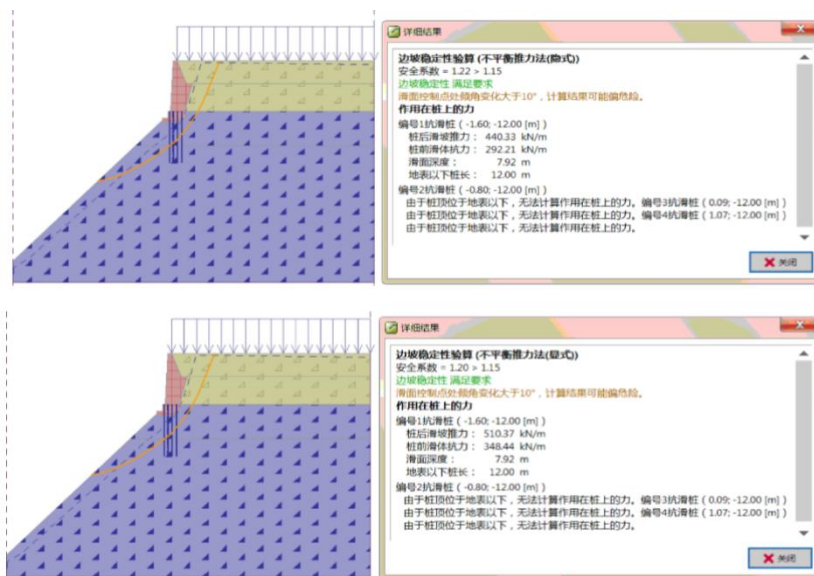 详细结果
边坡稳定性验算 (不平衡推力法(隐式))
安全系数 = 1.22 > 1.15
边坡稳定性 满足要求
滑面控制点处倾角变化大于10°，计算结果可能偏危险。
作用在桩上的力
编号1抗滑桩 ( -1.60; -12.00 [m] )
桩后滑坡推力： 440.33 kN/m
桩前滑体抗力： 292.21 kN/m
滑面深度： 7.92 m
地表以下桩长： 12.00 m
编号2抗滑桩 ( -0.80; -12.00 [m] )
由于桩顶位于地表以下，无法计算作用在桩上的力。编号3抗滑桩 ( 0.09; -12.00 [m] )
由于桩顶位于地表以下，无法计算作用在桩上的力。编号4抗滑桩 ( 1.07; -12.00 [m] )
由于桩顶位于地表以下，无法计算作用在桩上的力。
关闭
详细结果
边坡稳定性验算 (不平衡推力法(显式))
安全系数 = 1.20 > 1.15
边坡稳定性 满足要求
滑面控制点处倾角变化大于10°，计算结果可能偏危险。
作用在桩上的力
编号1抗滑桩 ( -1.60; -12.00 [m] )
桩后滑坡推力： 510.37 kN/m
桩前滑体抗力： 348.44 kN/m
滑面深度： 7.92 m
地表以下桩长： 12.00 m
编号2抗滑桩 ( -0.80; -12.00 [m] )
由于桩顶位于地表以下，无法计算作用在桩上的力。编号3抗滑桩 ( 0.09; -12.00 [m] )
由于桩顶位于地表以下，无法计算作用在桩上的力。编号4抗滑桩 ( 1.07; -12.00 [m] )
由于桩顶位于地表以下，无法计算作用在桩上的力。
关闭